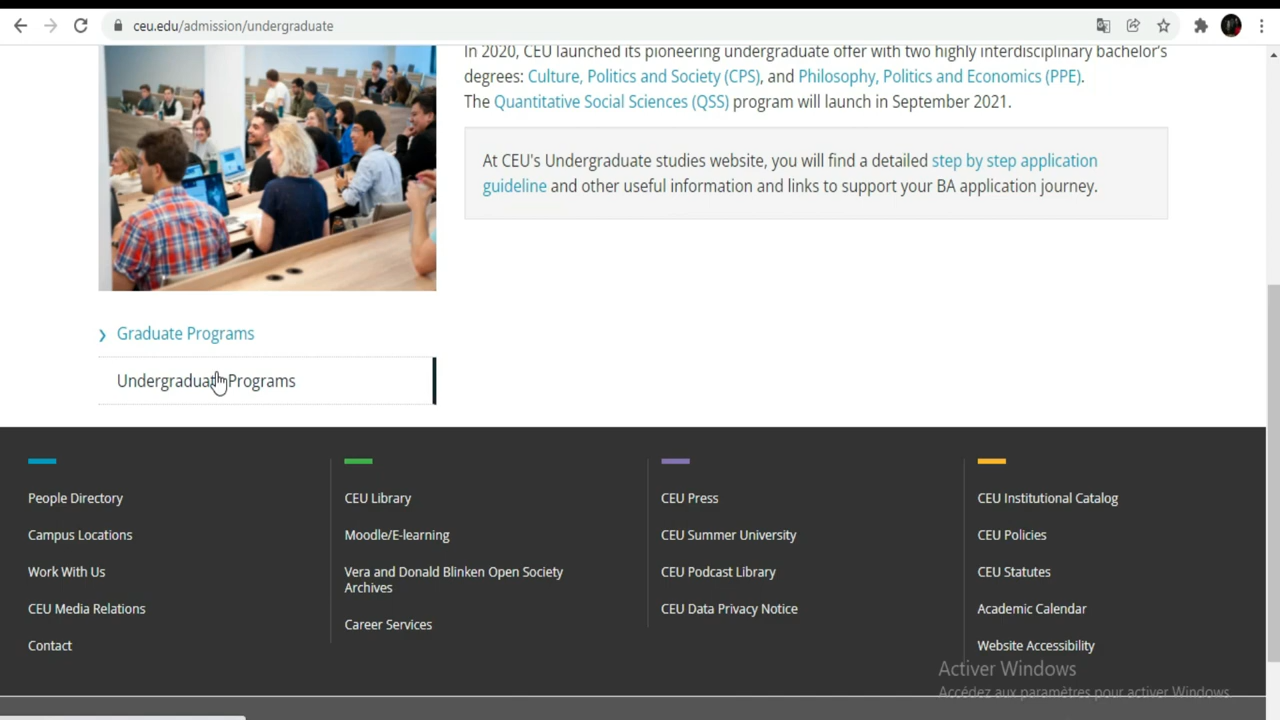 ceu.edu/admission/undergraduate
In 2020, CEU launched its pioneering undergraduate offer with two highly interdisciplinary bachelor's
degrees: Culture, Politics and Society (CPS), and Philosophy, Politics and Economics (PPE).
The Quantitative Social Sciences (QSS) program will launch in September 2021.
At CEU's Undergraduate studies website, you will find a detailed step by step application
guideline and other useful information and links to support your BA application journey.
Graduate Programs
Undergraduate Programs
People Directory
Campus Locations
Work With Us
CEU Media Relations
Contact
CEU Library
Moodle/E-learning
Vera and Donald Blinken Open Society
Archives
Career Services
CEU Press
CEU Summer University
CEU Podcast Library
CEU Data Privacy Notice
CEU Institutional Catalog
CEU Policies
CEU Statutes
Academic Calendar
Website Accessibility
Activer Windows
Accédez aux paramètres pour activer Windows.